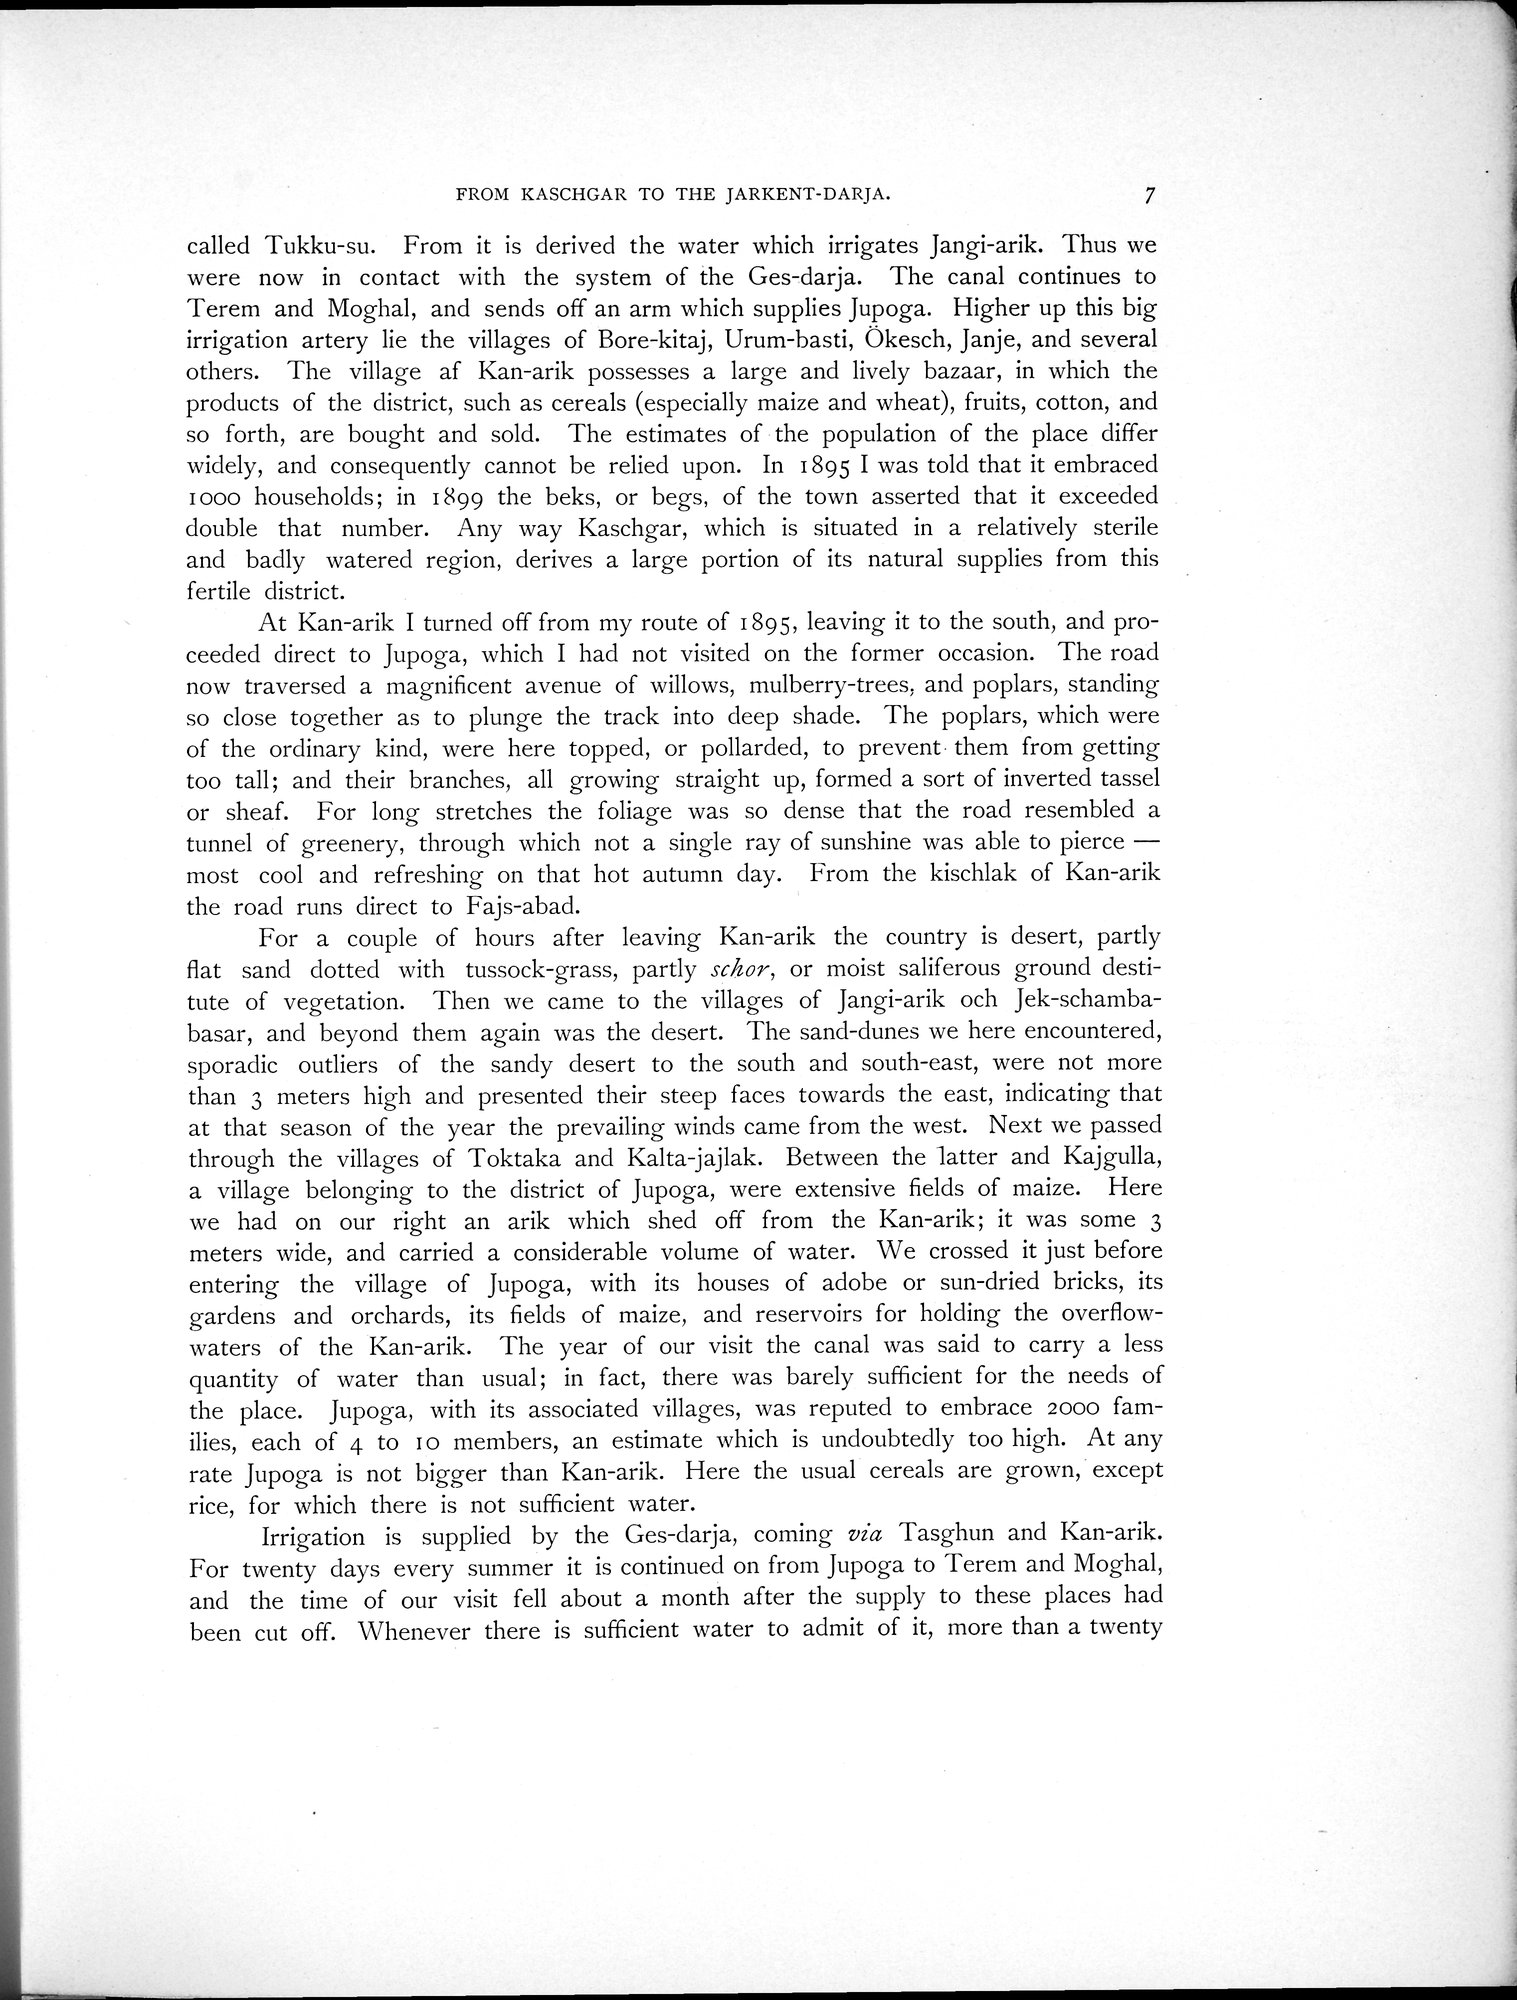 FROM KASCHGAR TO THE JARKENT-DARJA. 7
called Tukku-su. From it is derived the water which irrigates Jangi-arik. Thus we
were now in contact with the system of the Ges-darja. The canal continues to
Terem and Moghal, and sends off an arm which supplies Jupoga. Higher up this big
irrigation artery lie the villages of Bore-kitaj, Urum-basti, Ökesch, Janje, and several
others. The village af Kan-arik possesses a large and lively bazaar, in which the
products of the district, such as cereals (especially maize and wheat), fruits, cotton, and
so forth, are bought and sold. The estimates of the population of the place differ
widely, and consequently cannot be relied upon. In 1895 I was told that it embraced
1000 households; in 1899 the beks, or begs, of the town asserted that it exceeded
double that number. Any way Kaschgar, which is situated in a relatively sterile
and badly watered region, derives a large portion of its natural supplies from this
fertile district.
At Kan-arik I turned off from my route of 1895, leaving it to the south, and pro-
ceeded direct to Jupoga, which I had not visited on the former occasion. The road
now traversed a magnificent avenue of willows, mulberry-trees, and poplars, standing
so close together as to plunge the track into deep shade. The poplars, which were
of the ordinary kind, were here topped, or pollarded, to prevent them from getting
too tall; and their branches, all growing straight up, formed a sort of inverted tassel
or sheaf. For long stretches the foliage was so dense that the road resembled a
tunnel of greenery, through which not a single ray of sunshine was able to pierce —
most cool and refreshing on that hot autumn day. From the kischlak of Kan-arik
the road runs direct to Fajs-abad.
For a couple of hours after leaving Kan-arik the country is desert, partly
flat sand dotted with tussock-grass, partly schor, or moist saliferous ground desti-
tute of vegetation. Then we came to the villages of Jangi-arik och Jek-schamba-
basar, and beyond them again was the desert. The sand-dunes we here encountered,
sporadic outliers of the sandy desert to the south and south-east, were not more
than 3 meters high and presented their steep faces towards the east, indicating that
at that season of the year the prevailing winds came from the west. Next we passed
through the villages of Toktaka and Kalta-jajlak. Between the latter and Kajgulla,
a village belonging to the district of Jupoga, were extensive fields of maize. Here
we had on our right an arik which shed off from the Kan-arik; it was some 3
meters wide, and carried a considerable volume of water. We crossed it just before
entering the village of Jupoga, with its houses of adobe or sun-dried bricks, its
gardens and orchards, its fields of maize, and reservoirs for holding the overflow-
waters of the Kan-arik. The year of our visit the canal was said to carry a less
quantity of water than usual; in fact, there was barely sufficient for the needs of
the place. Jupoga, with its associated villages, was reputed to embrace 2000 fam-
ilies, each of 4 to 10 members, an estimate which is undoubtedly too high. At any
rate Jupoga is not bigger than Kan-arik. Here the usual cereals are grown, except
rice, for which there is not sufficient water.
Irrigation is supplied by the Ges-darja, coming via Tasghun and Kan-arik.
For twenty days every summer it is continued on from Jupoga to Terem and Moghal,
and the time of our visit fell about a month after the supply to these places had
been cut off. Whenever there is sufficient water to admit of it, more than a twenty